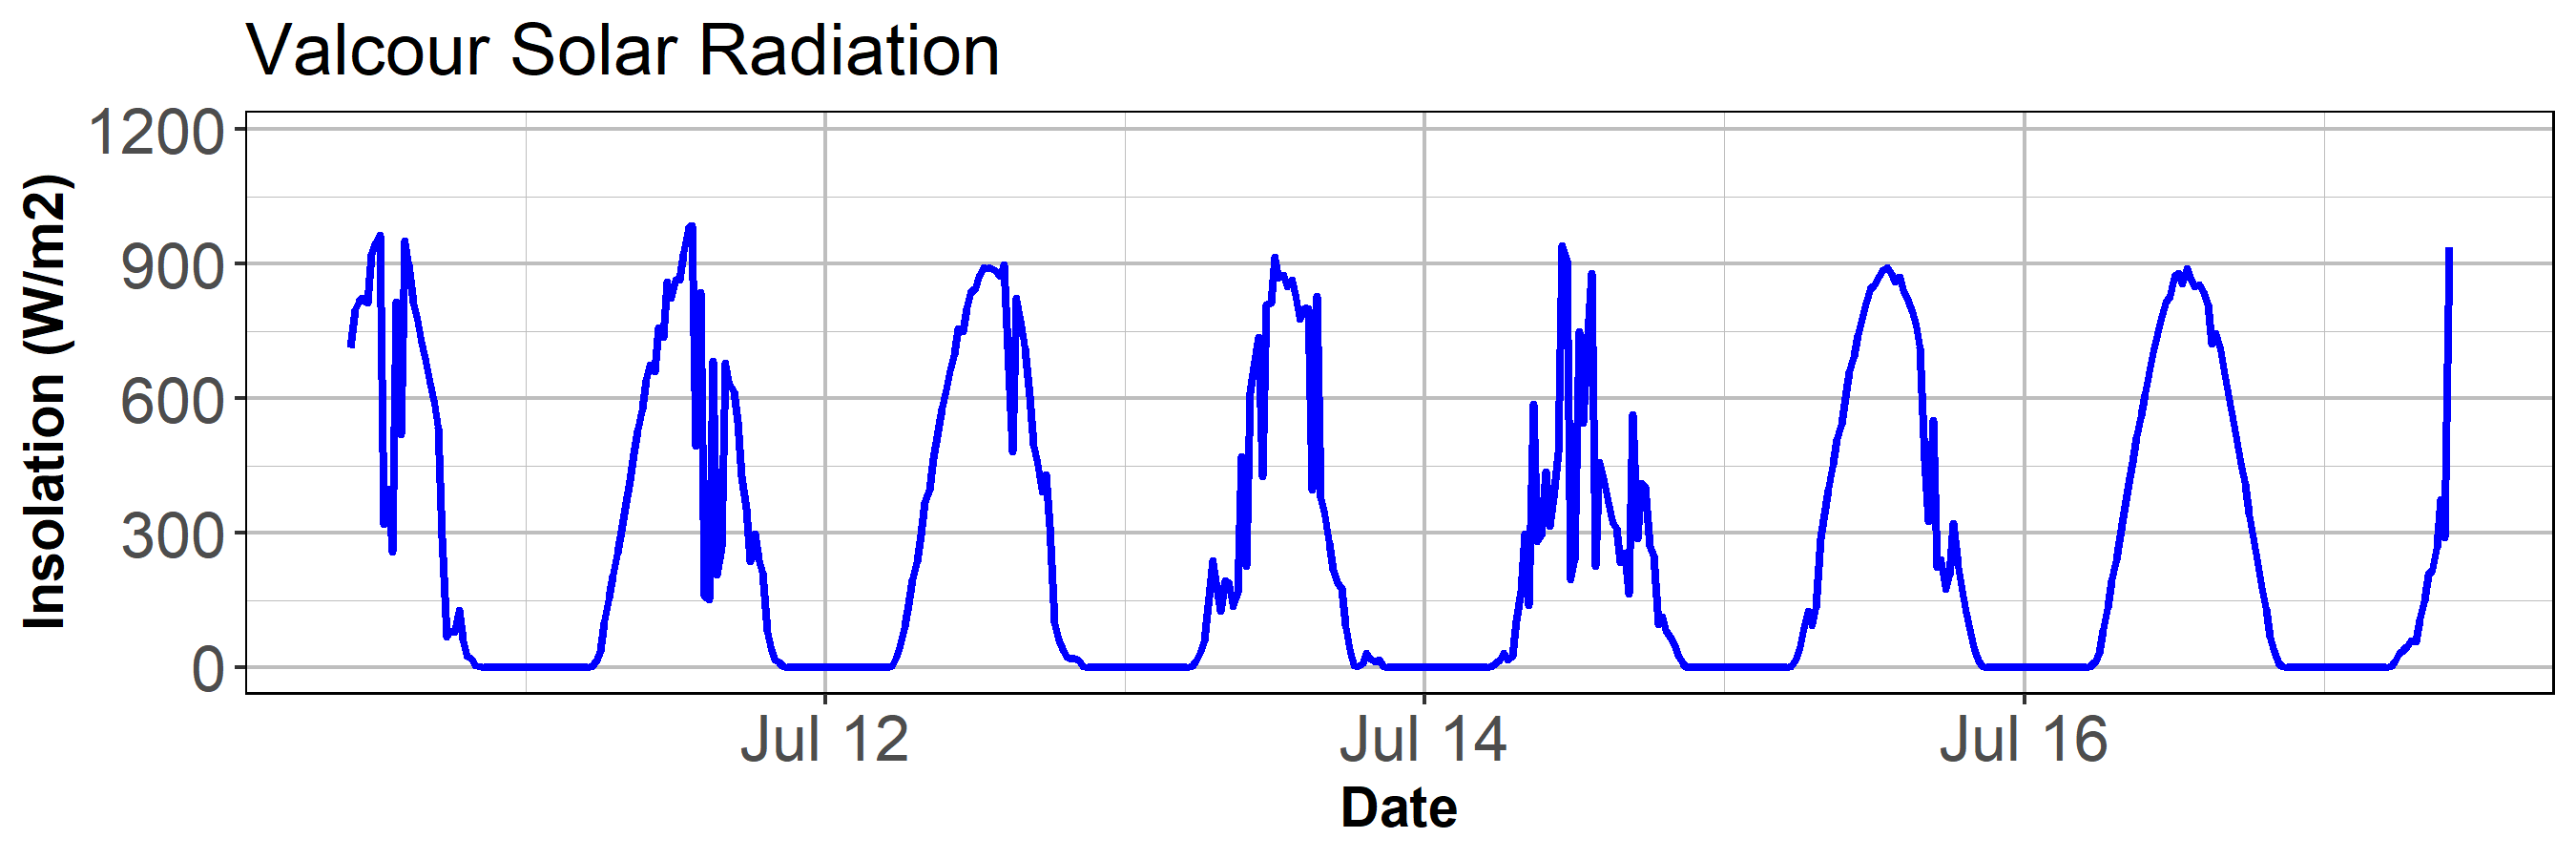 Valcour Solar Radiation
1200
900
600
300
0
Insolation (W/m2)
Jul 12 Jul 14 Jul 16
Date